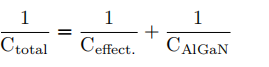 1/C_total = 1/C_effect. + 1/C_AlGaN